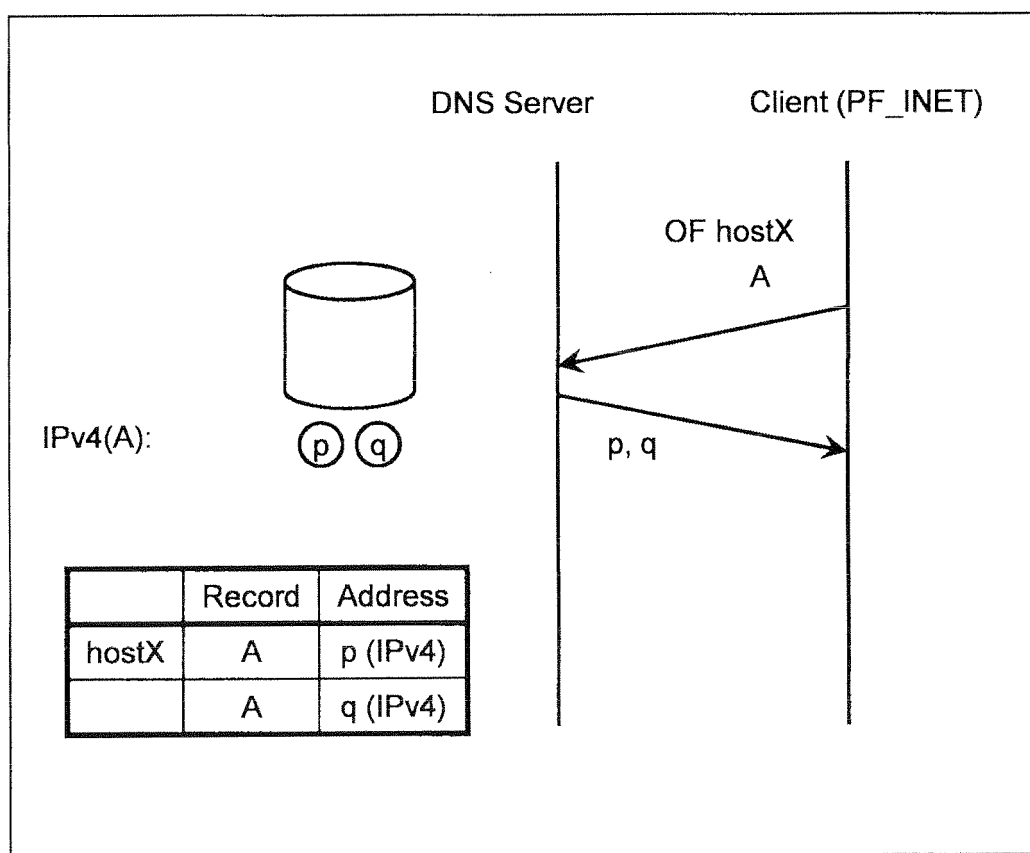 DNS Server
Client (PF_INET)
OF hostX
A
IPv4(A):
p q
p, q
Record Address
hostX A p (IPv4)
A q (IPv4)